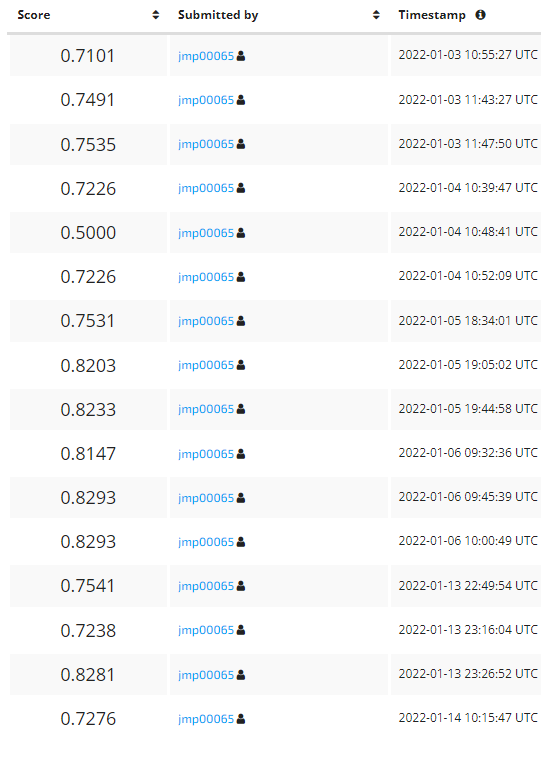 Score Submitted by Timestamp
0.7101 jmp00065 2022-01-03 10:55:27 UTC
0.7491 jmp00065 2022-01-03 11:43:27 UTC
0.7535 jmp00065 2022-01-03 11:47:50 UTC
0.7226 jmp00065 2022-01-04 10:39:47 UTC
0.5000 jmp00065 2022-01-04 10:48:41 UTC
0.7226 jmp00065 2022-01-04 10:52:09 UTC
0.7531 jmp00065 2022-01-05 18:34:01 UTC
0.8203 jmp00065 2022-01-05 19:05:02 UTC
0.8233 jmp00065 2022-01-05 19:44:58 UTC
0.8147 jmp00065 2022-01-06 09:32:36 UTC
0.8293 jmp00065 2022-01-06 09:45:39 UTC
0.8293 jmp00065 2022-01-06 10:00:49 UTC
0.7541 jmp00065 2022-01-13 22:49:54 UTC
0.7238 jmp00065 2022-01-13 23:16:04 UTC
0.8281 jmp00065 2022-01-13 23:26:52 UTC
0.7276 jmp00065 2022-01-14 10:15:47 UTC